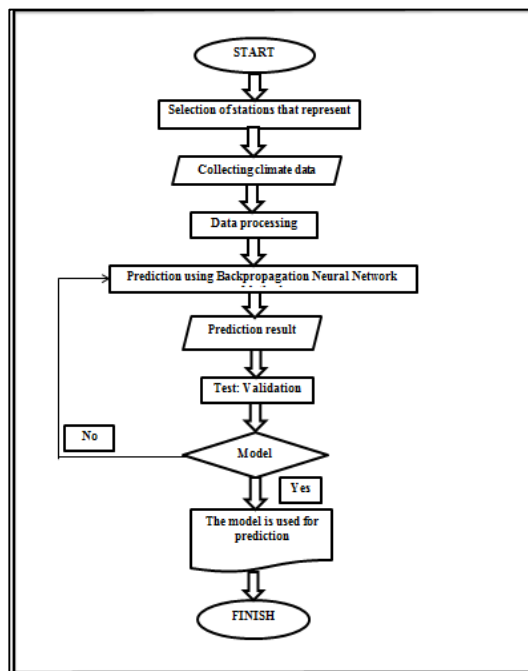 START
Selection of stations that represent
Collecting climate data
Data processing
Prediction using Backpropagation Neural Network
Prediction result
Test: Validation
No
Model
Yes
The model is used for
prediction
FINISH